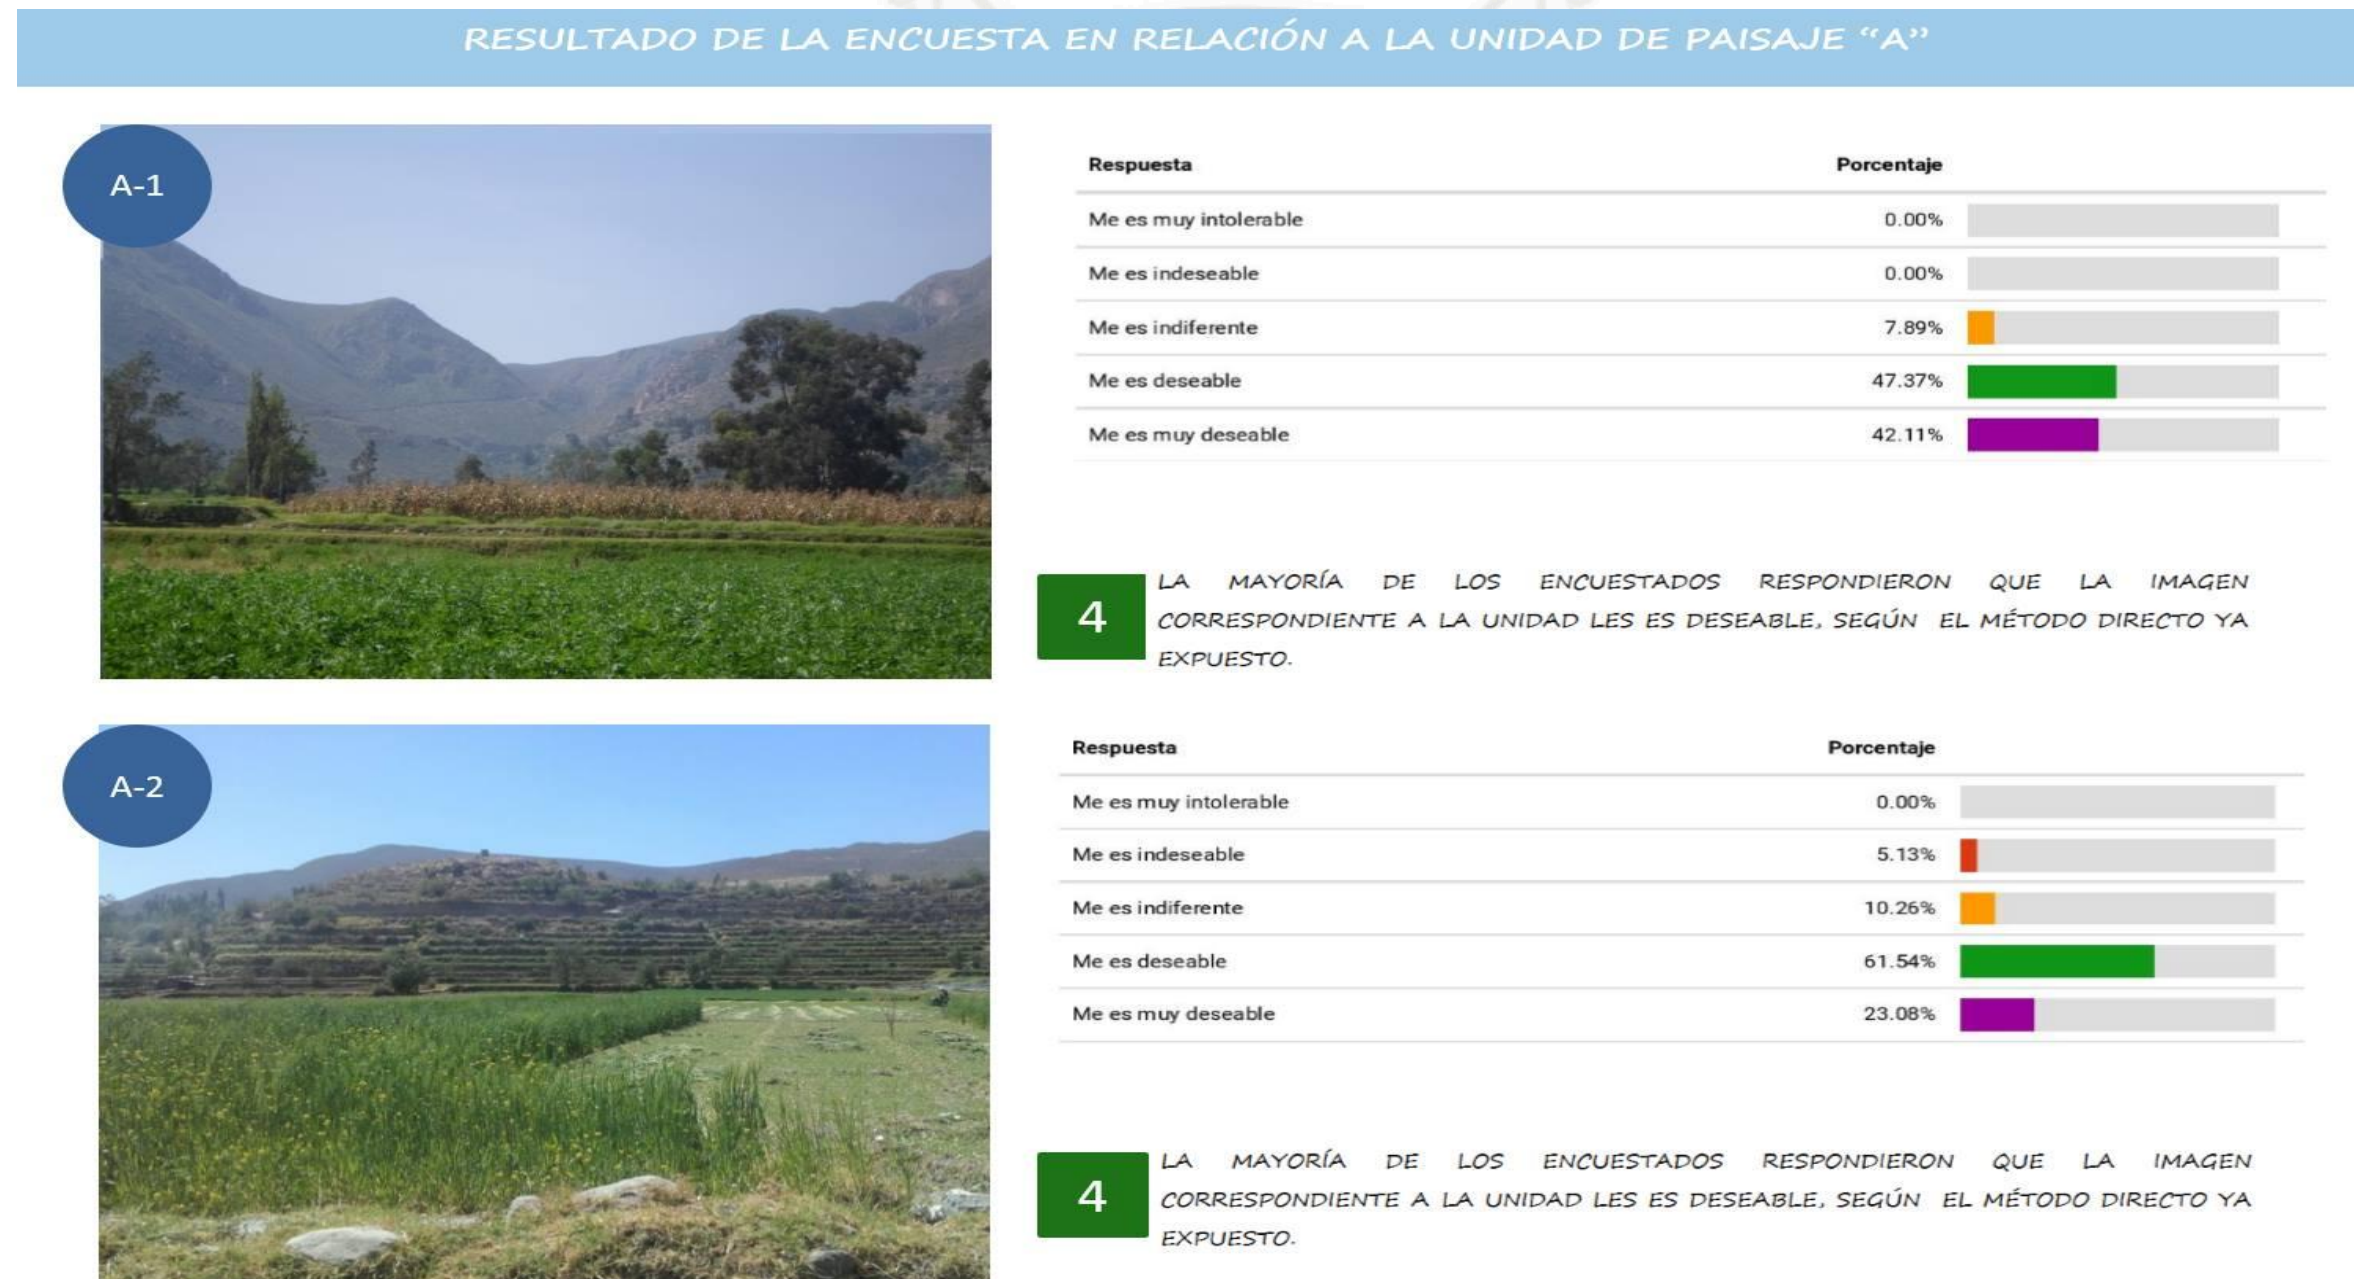 RESULTADO DE LA ENCUESTA EN RELACIÓN A LA UNIDAD DE PAISAJE “A”
A-1
Respuesta Porcentaje
Me es muy intolerable 0.00%
Me es indeseable 0.00%
Me es indiferente 7.89%
Me es deseable 47.37%
Me es muy deseable 42.11%
4
LA MAYORÍA DE LOS ENCUESTADOS RESPONDIERON QUE LA IMAGEN
CORRESPONDIENTE A LA UNIDAD LES ES DESEABLE, SEGÚN EL MÉTODO DIRECTO YA
EXPUESTO.
A-2
Respuesta Porcentaje
Me es muy intolerable 0.00%
Me es indeseable 5.13%
Me es indiferente 10.26%
Me es deseable 61.54%
Me es muy deseable 23.08%
4
LA MAYORÍA DE LOS ENCUESTADOS RESPONDIERON QUE LA IMAGEN
CORRESPONDIENTE A LA UNIDAD LES ES DESEABLE, SEGÚN EL MÉTODO DIRECTO YA
EXPUESTO.